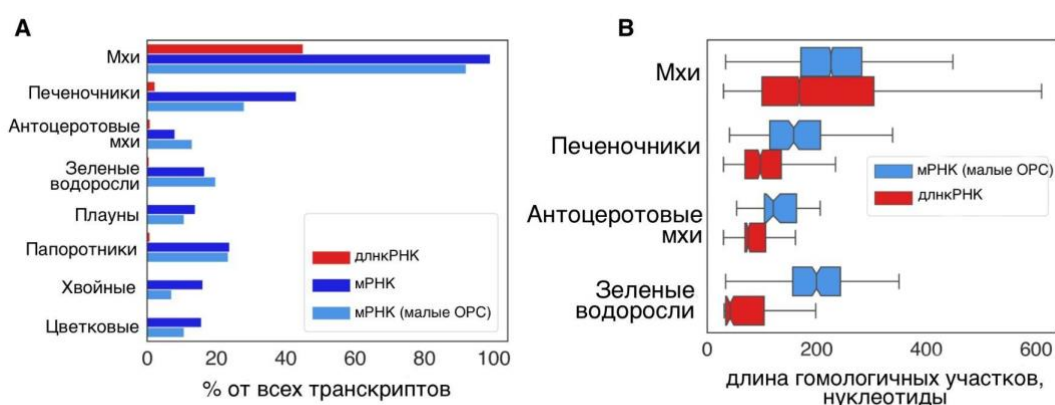 A
Мхи
Печеночники
Антоцеротовые
мхи
Зеленые
водоросли
Плауны
Папоротники
Хвойные
Цветковые
длнкРНК
мРНК
мРНК (малые ОРС)
0
20
40
60
80
100
% от всех транскриптов
B
Мхи
Печеночники
Антоцеротовые
мхи
Зеленые
водоросли
мРНК (малые ОРС)
длнкРНК
0
200
400
600
длина гомологичных участков,
нуклеотиды